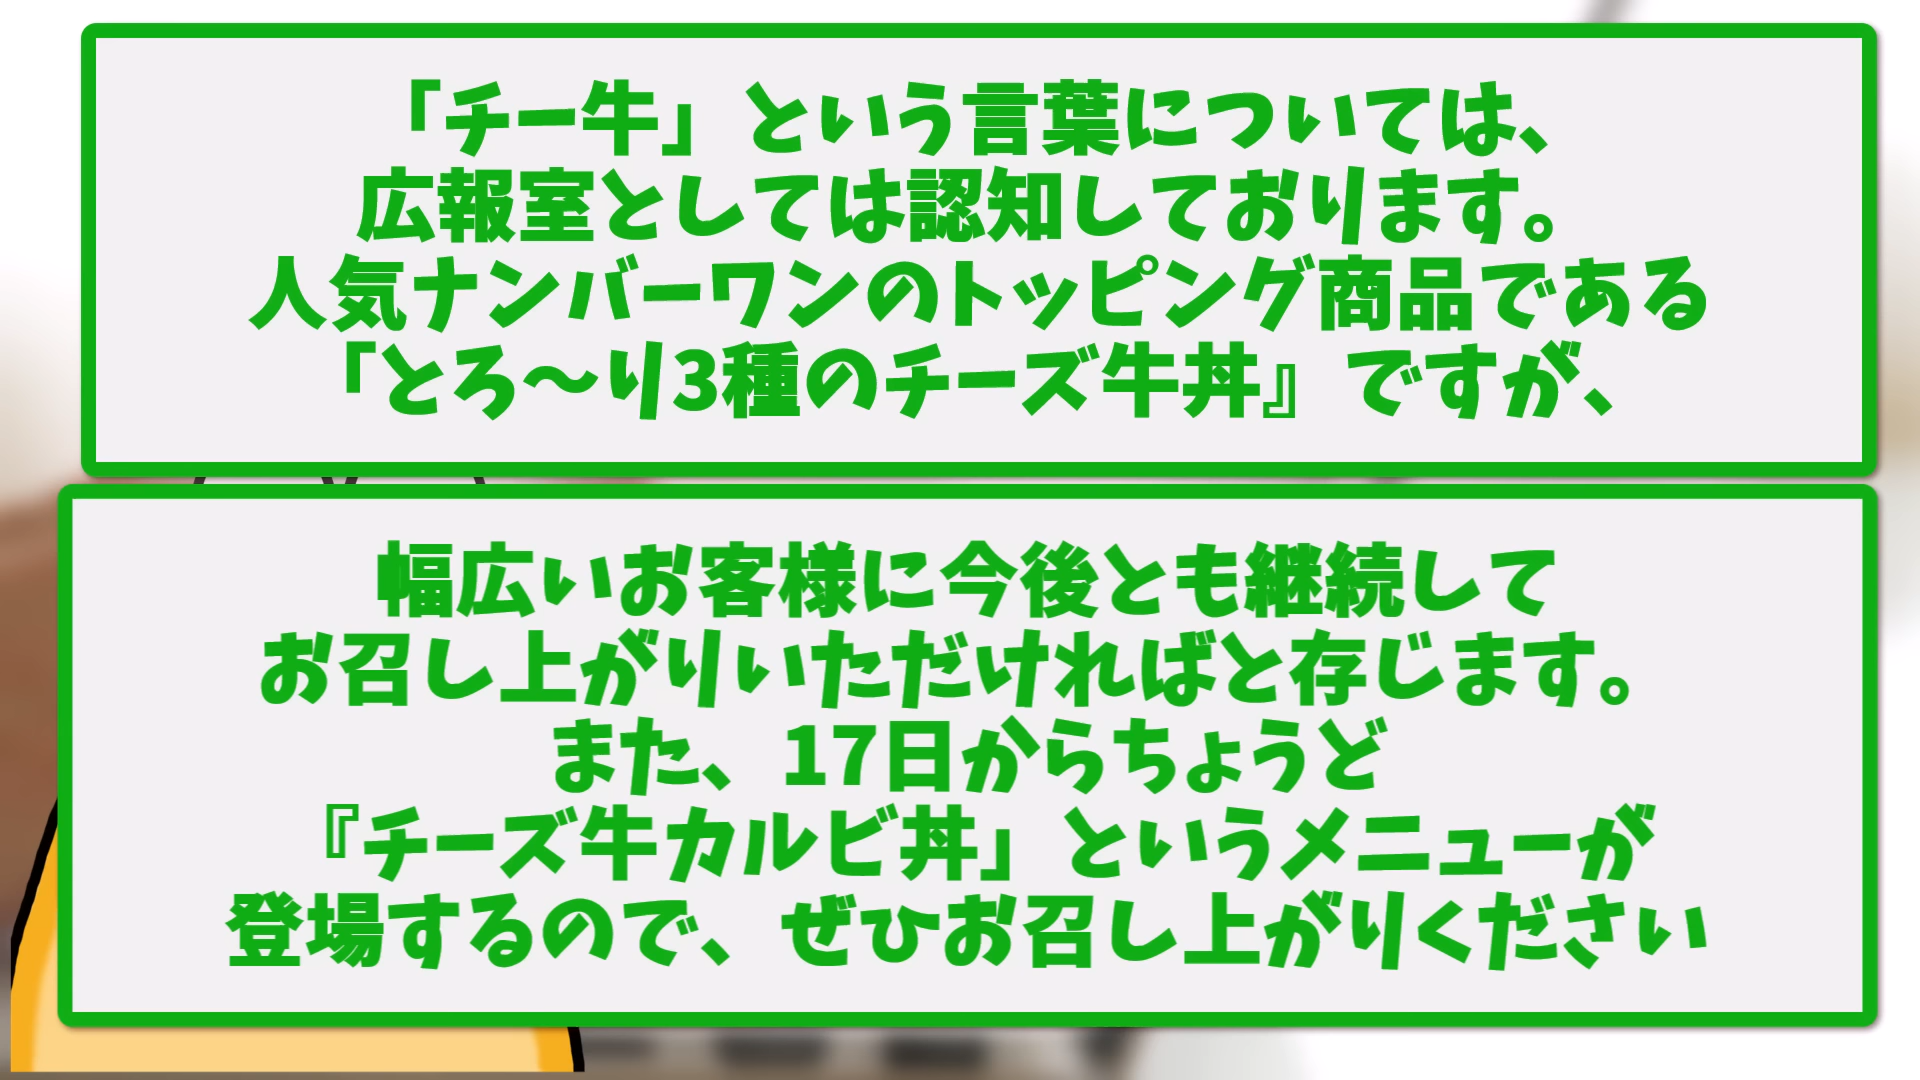 「チー牛」という言葉については、
広報室としては認知しております。
人気ナンバーワンのトッピング商品である
「とろ～り3種のチーズ牛丼』ですが、
幅広いお客様に今後とも継続して
お召し上がりいただければと存じます。
また、17日からちょうど
『チーズ牛カルビ丼」というメニューが
登場するので、ぜひお召し上がりください